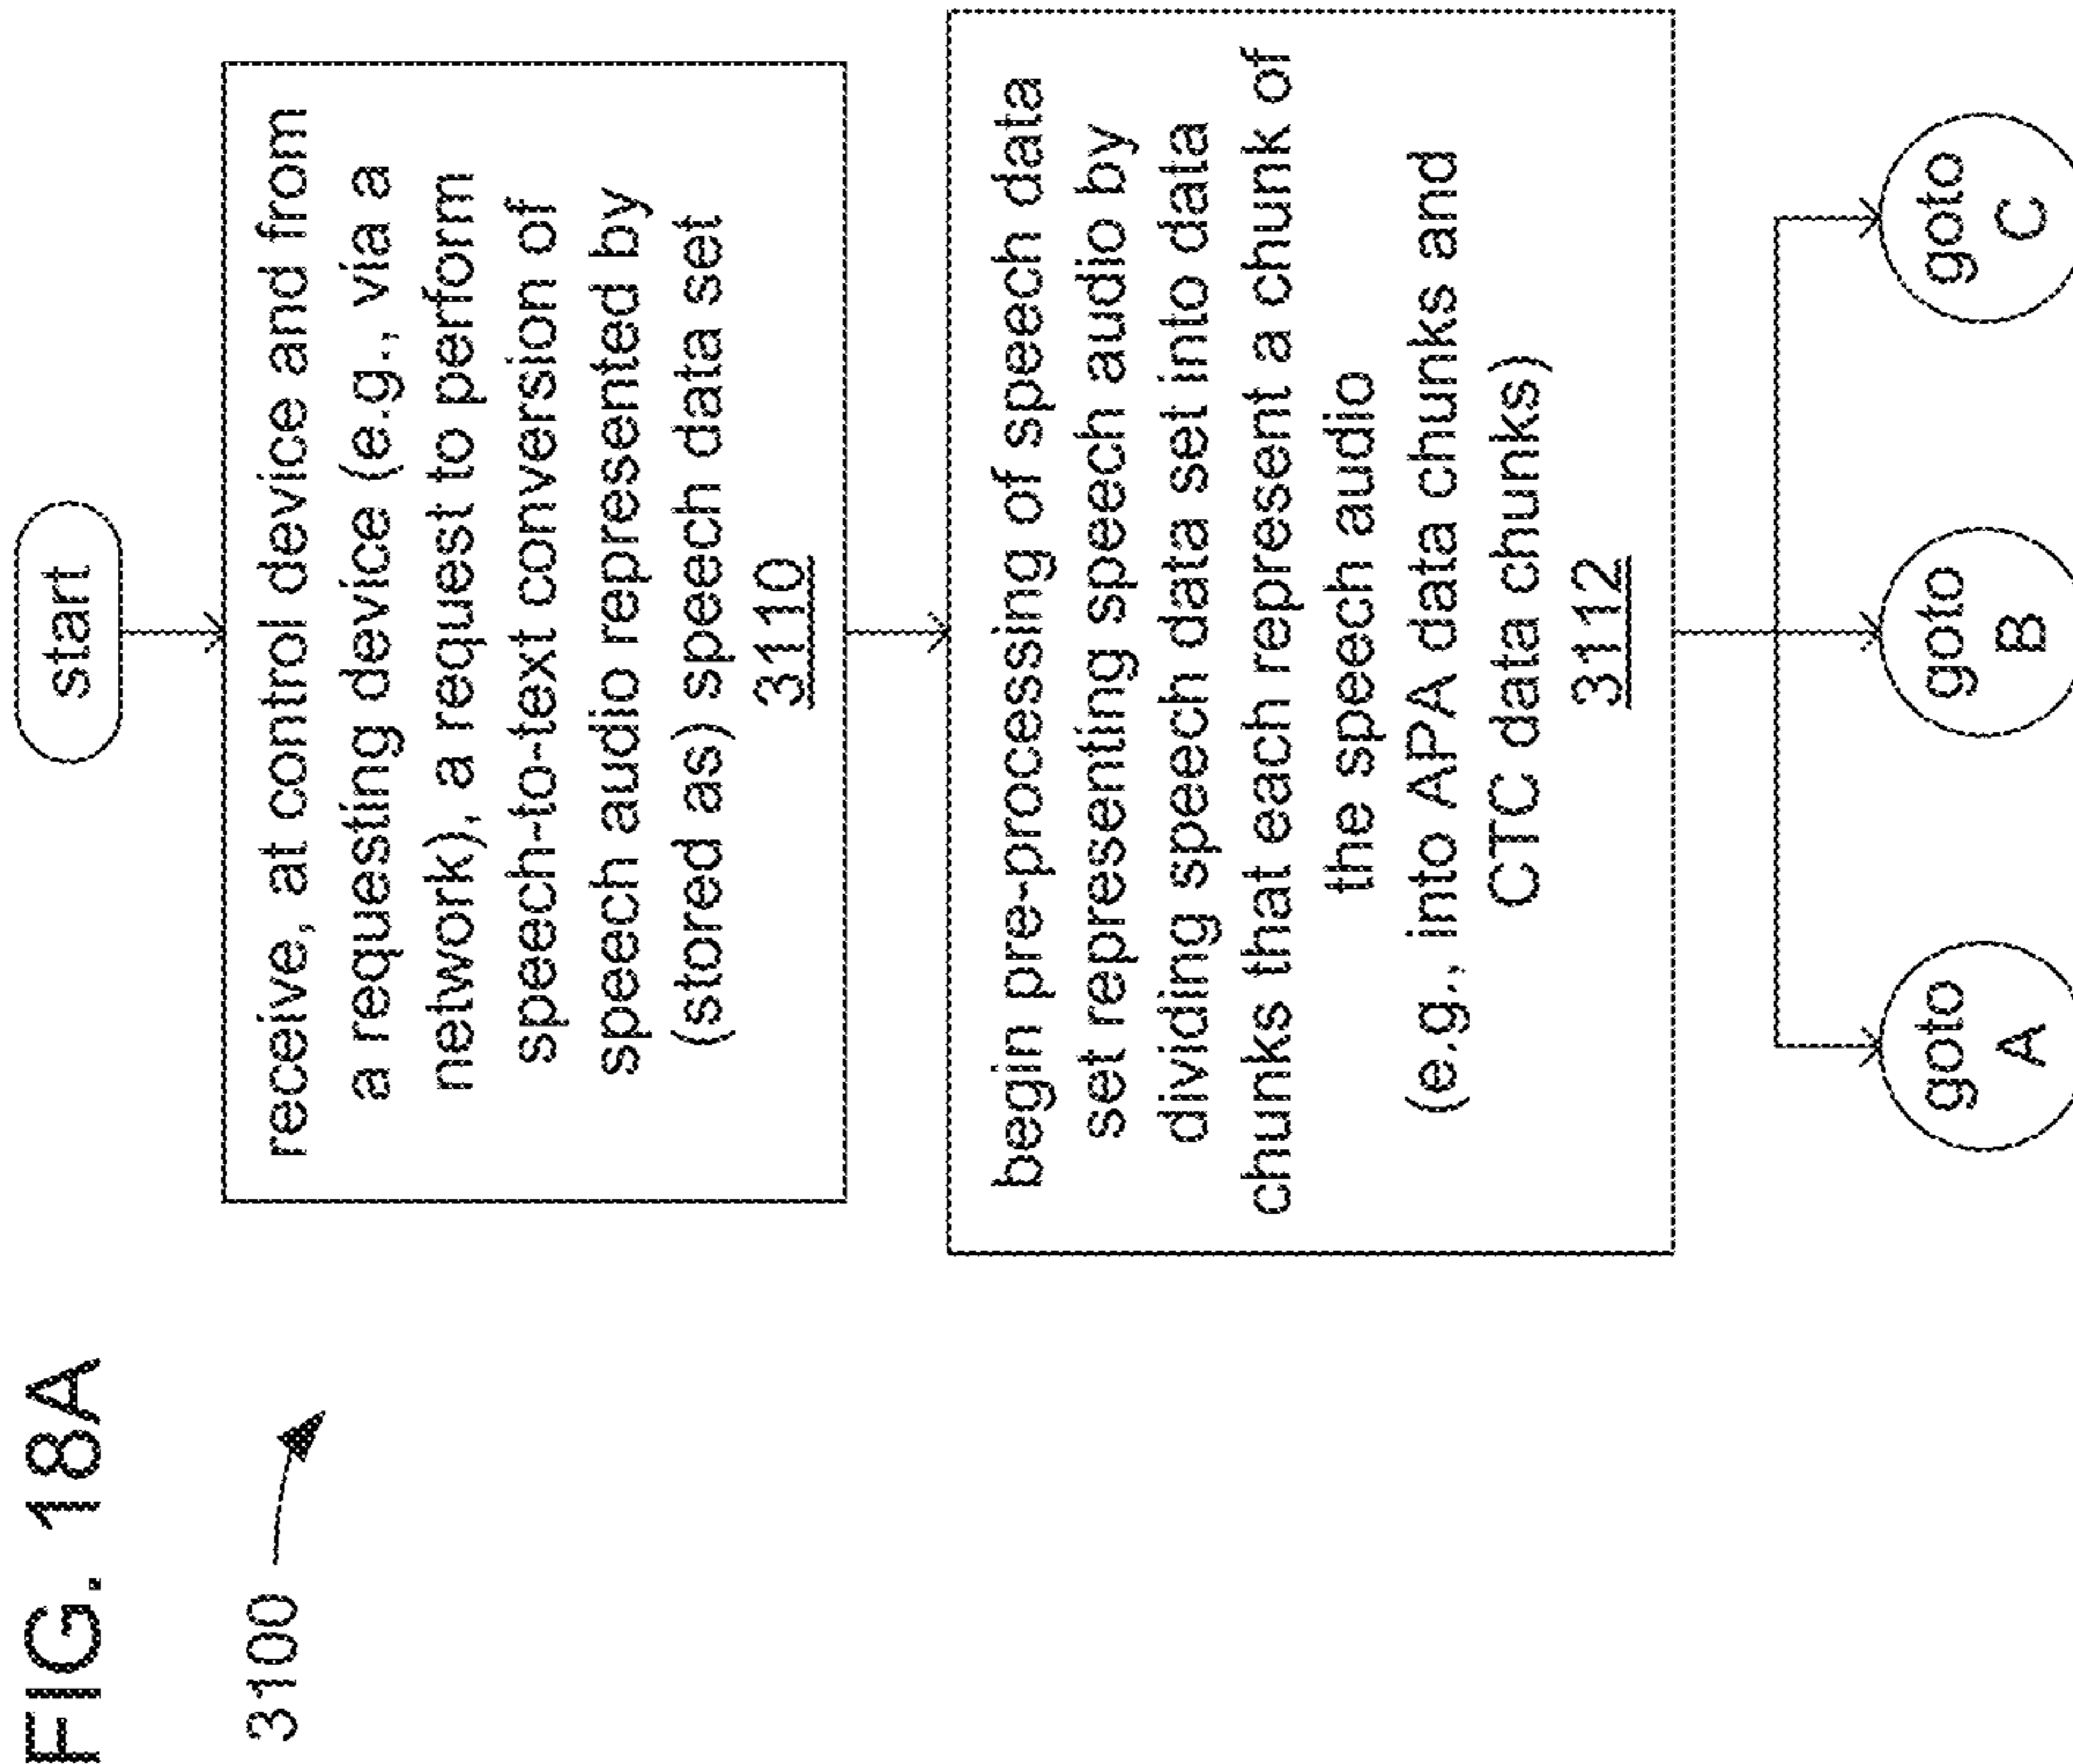 FIG. 18A
3100
start
receive, at control device and from
a requesting device (e.g., via a
network), a request to perform
speech-to-text conversion of
speech audio represented by
(stored as) speech data set
3110
begin pre-processing of speech data
set representing speech audio by
dividing speech data set into data
chunks that each represent a chunk of
the speech audio
(e.g., into APA data chunks and
CTC data chunks)
3112
goto
A
goto
B
goto
C